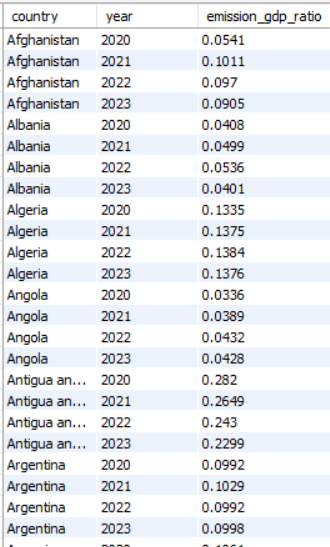 country year emission_gdp_ratio
Afghanistan 2020 0.0541
Afghanistan 2021 0.1011
Afghanistan 2022 0.097
Afghanistan 2023 0.0905
Albania 2020 0.0408
Albania 2021 0.0499
Albania 2022 0.0536
Albania 2023 0.0401
Algeria 2020 0.1335
Algeria 2021 0.1375
Algeria 2022 0.1384
Algeria 2023 0.1376
Angola 2020 0.0336
Angola 2021 0.0389
Angola 2022 0.0432
Angola 2023 0.0428
Antigua an... 2020 0.282
Antigua an... 2021 0.2649
Antigua an... 2022 0.243
Antigua an... 2023 0.2299
Argentina 2020 0.0992
Argentina 2021 0.1029
Argentina 2022 0.0992
Argentina 2023 0.0998